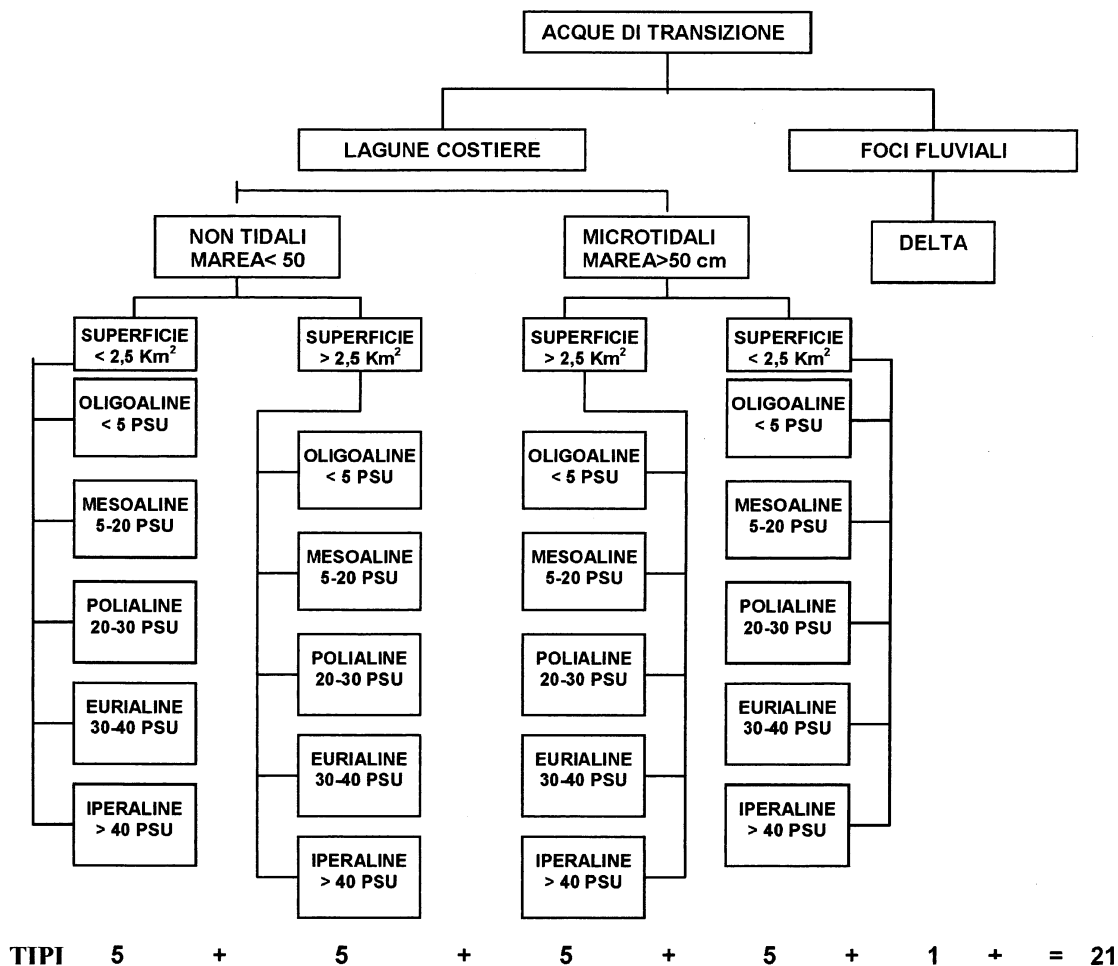 ACQUE DI TRANSIZIONE
LAGUNE COSTIERE
FOCI FLUVIALI
NON TIDALI
MAREA< 50
MICROTIDALI
MAREA>50 cm
DELTA
SUPERFICIE
< 2,5 Km²
OLIGOALINE
< 5 PSU
MESOALINE
5-20 PSU
POLIALINE
20-30 PSU
EURIALINE
30-40 PSU
IPERALINE
> 40 PSU
SUPERFICIE
> 2,5 Km²
OLIGOALINE
< 5 PSU
MESOALINE
5-20 PSU
POLIALINE
20-30 PSU
EURIALINE
30-40 PSU
IPERALINE
> 40 PSU
SUPERFICIE
> 2,5 Km²
OLIGOALINE
< 5 PSU
MESOALINE
5-20 PSU
POLIALINE
20-30 PSU
EURIALINE
30-40 PSU
IPERALINE
> 40 PSU
SUPERFICIE
< 2,5 Km²
OLIGOALINE
< 5 PSU
MESOALINE
5-20 PSU
POLIALINE
20-30 PSU
EURIALINE
30-40 PSU
IPERALINE
> 40 PSU
TIPI 5 + 5 + 5 + 5 + 1 + = 21